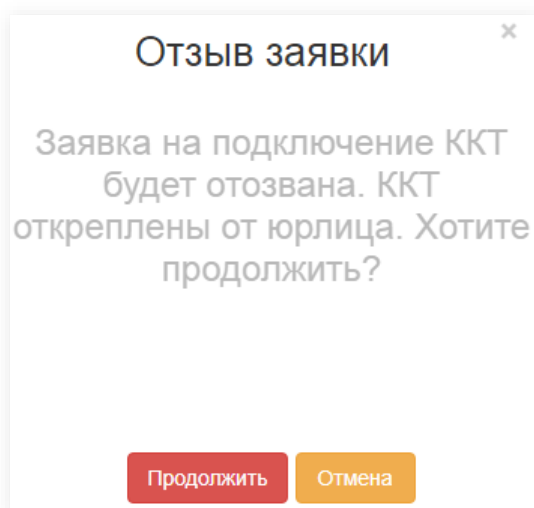 Отзыв заявки
×
Заявка на подключение ККТ
будет отозвана. ККТ
откреплены от юрлица. Хотите
продолжить?
Продолжить
Отмена